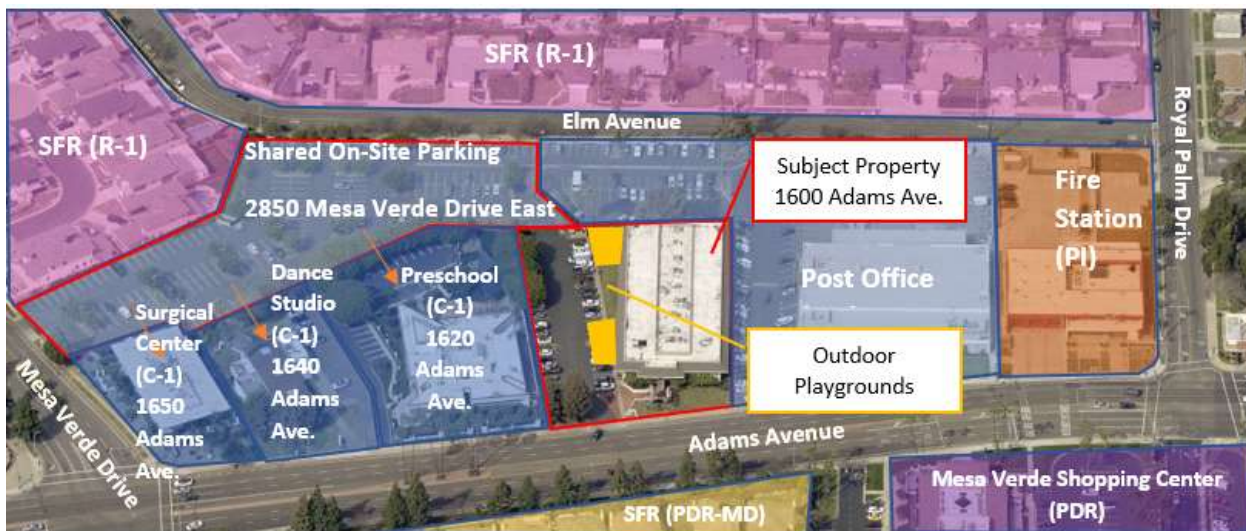 SFR (R-1)
SFR (R-1)
Elm Avenue
Royal Palm Drive
Shared On-Site Parking
2850 Mesa Verde Drive East
Subject Property
1600 Adams Ave.
Fire
Station
(PI)
Surgical
Center
(C-1)
1650
Adams
Ave.
Dance
Studio
(C-1)
1640
Adams
Ave.
Preschool
(C-1)
1620
Adams
Ave.
Post Office
Outdoor
Playgrounds
Mesa Verde Drive
Adams Avenue
SFR (PDR-MD)
Mesa Verde Shopping Center
(PDR)